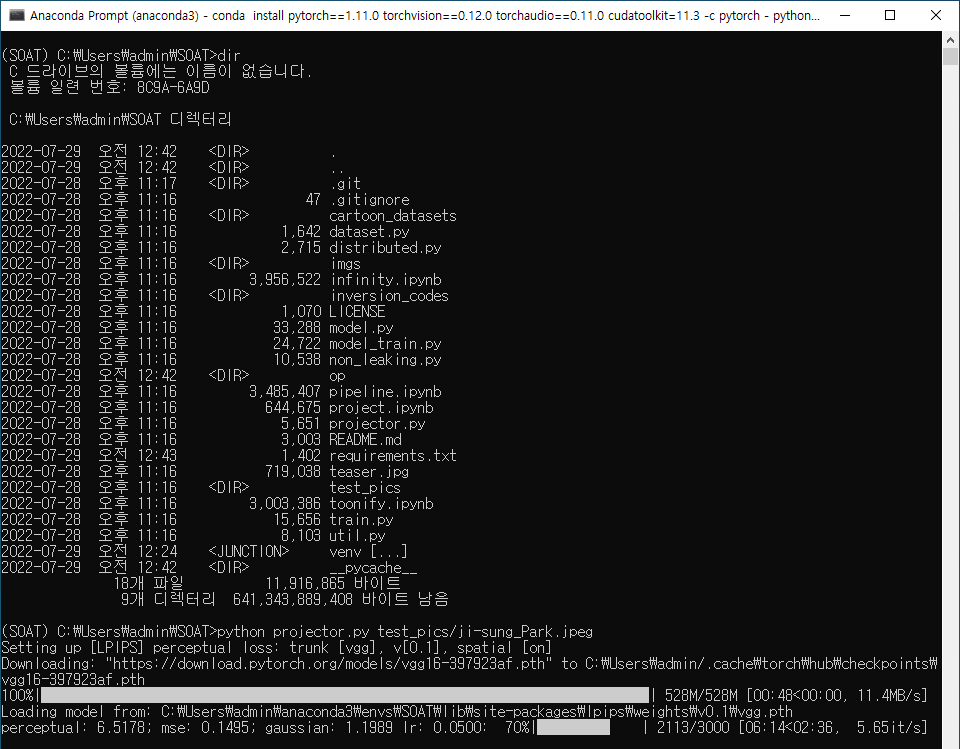 Anaconda Prompt (anaconda3) - conda  install pytorch==1.11.0 torchvision==0.12.0 torchaudio==0.11.0 cudatoolkit=11.3 -c pytorch - python...
(SOAT) C:₩Users₩admin₩SOAT>dir
 C 드라이브의 볼륨에는 이름이 없습니다.
 볼륨 일련 번호: 8C9A-6A9D
 C:₩Users₩admin₩SOAT 디렉터리
2022-07-29  오전 12:42    <DIR>          .
2022-07-29  오전 12:42    <DIR>          ..
2022-07-28  오후 11:17    <DIR>          .git
2022-07-28  오후 11:16                47 .gitignore
2022-07-28  오후 11:16    <DIR>          cartoon_datasets
2022-07-28  오후 11:16             1,642 dataset.py
2022-07-28  오후 11:16             2,715 distributed.py
2022-07-28  오후 11:16    <DIR>          imgs
2022-07-28  오후 11:16         3,956,522 infinity.ipynb
2022-07-28  오후 11:16    <DIR>          inversion_codes
2022-07-28  오후 11:16             1,070 LICENSE
2022-07-28  오후 11:16            33,288 model.py
2022-07-28  오후 11:16            24,722 model_train.py
2022-07-28  오후 11:16            10,538 non_leaking.py
2022-07-29  오전 12:42    <DIR>          op
2022-07-28  오후 11:16         3,485,407 pipeline.ipynb
2022-07-28  오후 11:16           644,675 project.ipynb
2022-07-28  오후 11:16             5,651 projector.py
2022-07-28  오후 11:16             3,003 README.md
2022-07-29  오전 12:43             1,402 requirements.txt
2022-07-28  오후 11:16           719,038 teaser.jpg
2022-07-28  오후 11:16    <DIR>          test_pics
2022-07-28  오후 11:16         3,003,386 toonify.ipynb
2022-07-28  오후 11:16            15,656 train.py
2022-07-28  오후 11:16             8,103 util.py
2022-07-29  오전 12:24    <JUNCTION>     venv [...]
2022-07-29  오전 12:42    <DIR>          __pycache__
              18개 파일          11,916,865 바이트
               9개 디렉터리  641,343,889,408 바이트 남음
(SOAT) C:₩Users₩admin₩SOAT>python projector.py test_pics/ji-sung_Park.jpeg
Setting up [LPIPS] perceptual loss: trunk [vgg], v[0.1], spatial [on]
Downloading: "https://download.pytorch.org/models/vgg16-397923af.pth" to C:₩Users₩admin/.cache₩torch₩hub₩checkpoints₩
vgg16-397923af.pth
100%| | 528M/528M [00:48<00:00, 11.4MB/s]
Loading model from: C:₩Users₩admin₩anaconda3₩envs₩SOAT₩lib₩site-packages₩lpips₩weights₩v0.1₩vgg.pth
perceptual: 6.5178; mse: 0.1495; gaussian: 1.1989 lr: 0.0500:  70%| | 2113/3000 [06:14<02:36,  5.65it/s]